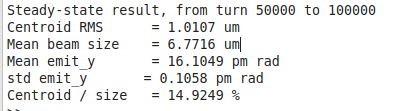 Steady-state result, from turn 50000 to 100000
Centroid RMS      = 1.0107 um
Mean beam size    = 6.7716 um
Mean emit_y       = 16.1049 pm rad
std emit_y       = 0.1058 pm rad
Centroid / size   = 14.9249 %